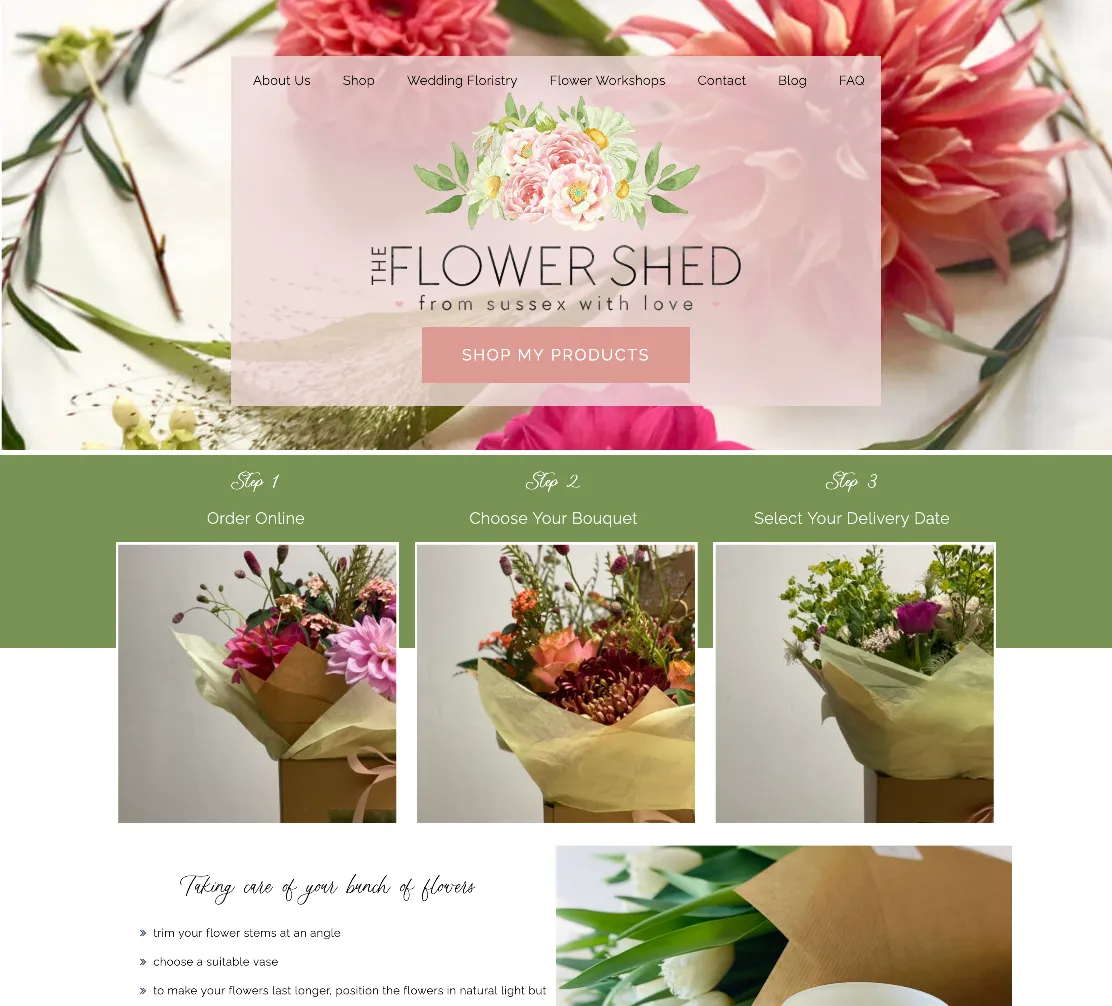 About Us Shop Wedding Floristry Flower Workshops Contact Blog FAQ
THE FLOWER SHED
from sussex with love
SHOP MY PRODUCTS
Step 1
Order Online
Step 2
Choose Your Bouquet
Step 3
Select Your Delivery Date
Taking care of your bunch of flowers
» trim your flower stems at an angle
» choose a suitable vase
» to make your flowers last longer, position the flowers in natural light but